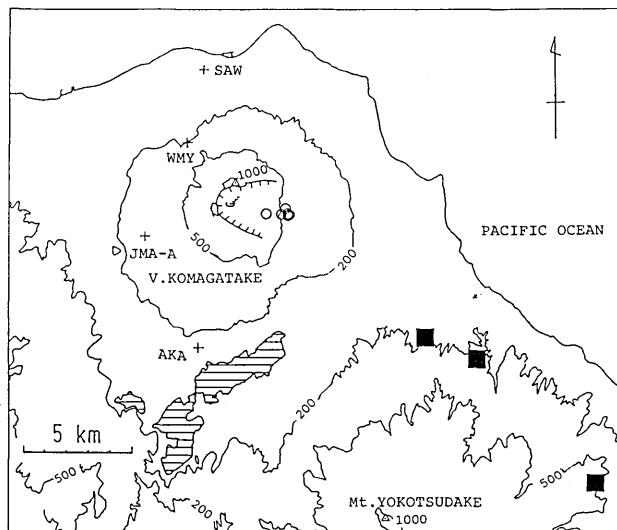 SAW
WMY
1000
500
JMA-A
V.KOMAGATAKE
200
PACIFIC OCEAN
AKA
200
5 km
500
200
500
Mt.YOKOTSUDAKE
1000